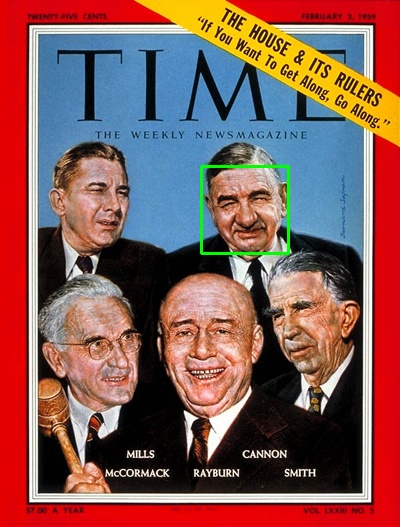 TWENTY-FIVE CENTS
FEBRUARY 2, 1959
THE HOUSE & ITS RULERS
"If You Want To Get Along, Go Along."
TIME
THE WEEKLY NEWSMAGAZINE
MILLS
CANNON
McCORMACK
RAYBURN
SMITH
$7.00 A YEAR
VOL. LXXIII NO. 5